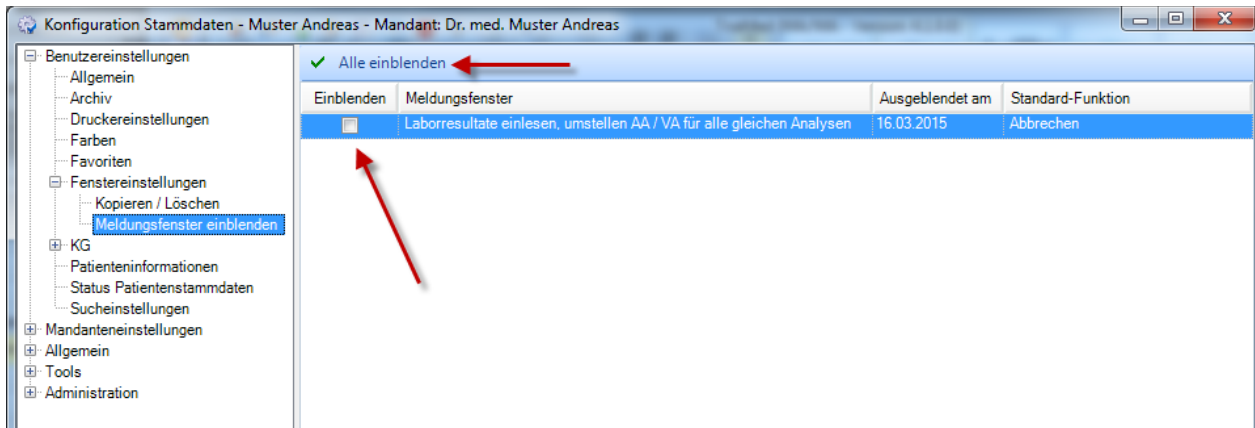 Konfiguration Stammdaten - Muster Andreas - Mandant: Dr. med. Muster Andreas
Benutzereinstellungen
Allgemein
Archiv
Druckereinstellungen
Farben
Favoriten
Fenstereinstellungen
Kopieren / Löschen
Meldungsfenster einblenden
KG
Patienteninformationen
Status Patientenstammdaten
Sucheinstellungen
Mandanteneinstellungen
Allgemein
Tools
Administration
Alle einblenden
Einblenden Meldungsfenster Ausgeblendet am Standard-Funktion
Laborresultate einlesen, umstellen AA / VA für alle gleichen Analysen 16.03.2015 Abbrechen